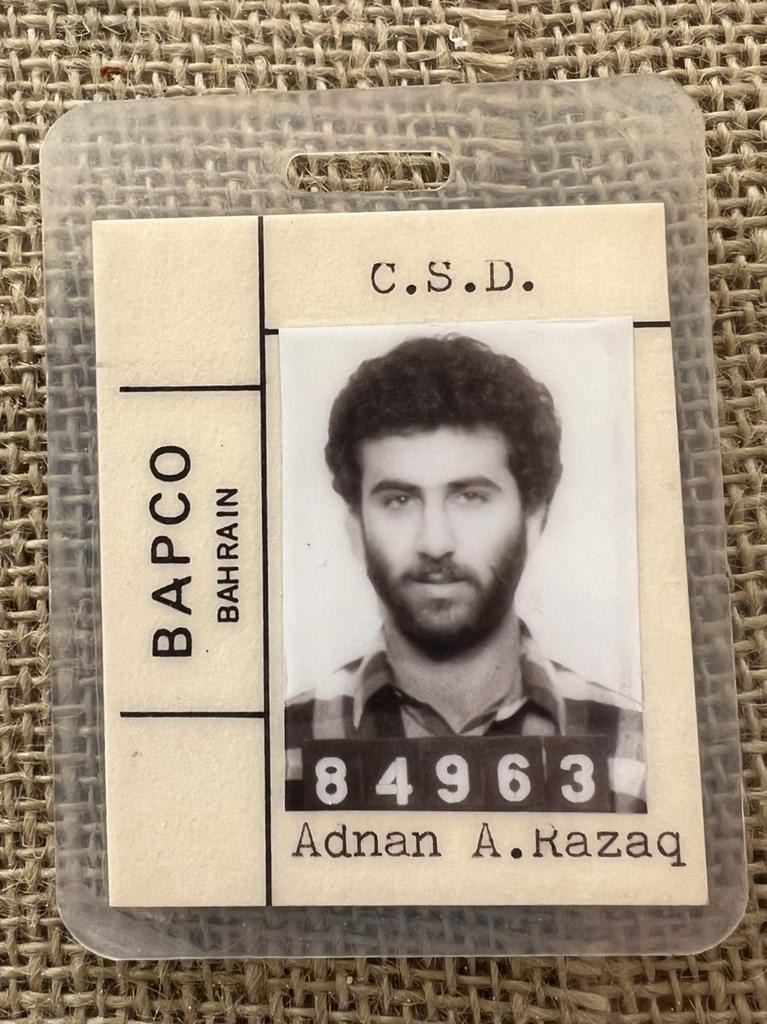 C.S.D.
BAPCO
BAHRAIN
84963
Adnan A.Razaq